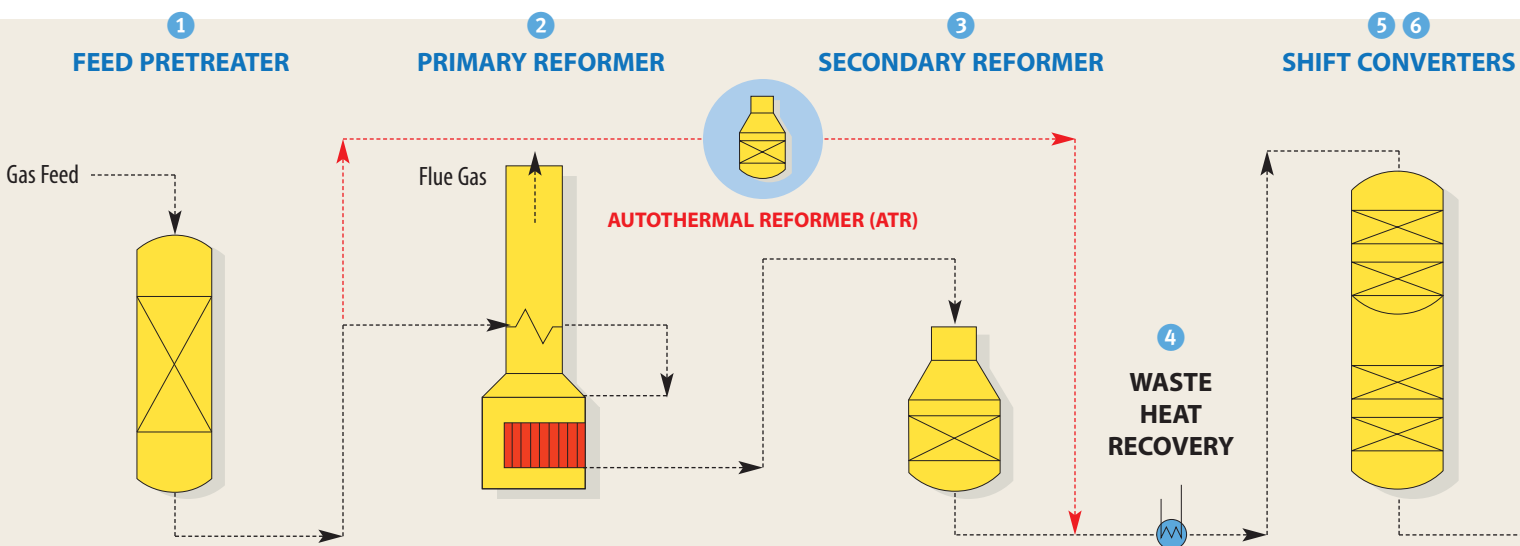 1
FEED PRETREATER
2
PRIMARY REFORMER
3
SECONDARY REFORMER
5 6
SHIFT CONVERTERS
Gas Feed
Flue Gas
AUTOTHERMAL REFORMER (ATR)
4
WASTE
HEAT
RECOVERY